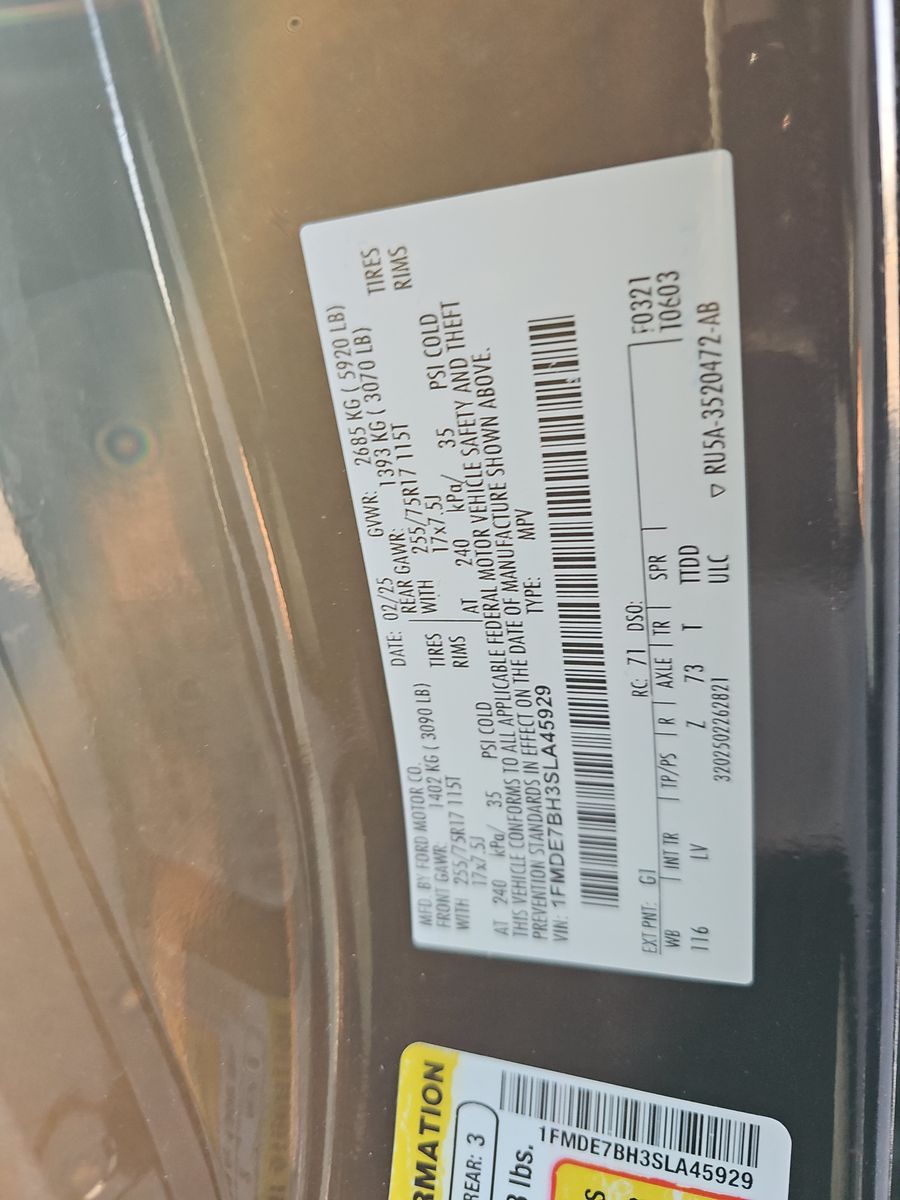 MFD. BY FORD MOTOR CO.
DATE: 02/25 GVWR: 2685 KG ( 5920 LB)
FRONT GAWR: 1402 KG ( 3090 LB) REAR GAWR: 1393 KG ( 3070 LB)
WITH 255/75R17 115T TIRES WITH 255/75R17 115T TIRES
17x7.5J RIMS 17x7.5J RIMS
AT 240 kPa/ 35 PSI COLD AT 240 kPa/ 35 PSI COLD
THIS VEHICLE CONFORMS TO ALL APPLICABLE FEDERAL MOTOR VEHICLE SAFETY AND THEFT
PREVENTION STANDARDS IN EFFECT ON THE DATE OF MANUFACTURE SHOWN ABOVE.
VIN: 1FMDE7BH3SLA45929 TYPE: MPV
EXT PNT: G1 RC: 71 DSO: F0321
WB INT TR TP/PS R AXLE TR SPR T0603
116 LV Z 73 T TTDD
3202502262821 ULC ▽ RU5A-3520472-AB
RMATION
REAR: 3
lbs.
1FMDE7BH3SLA45929